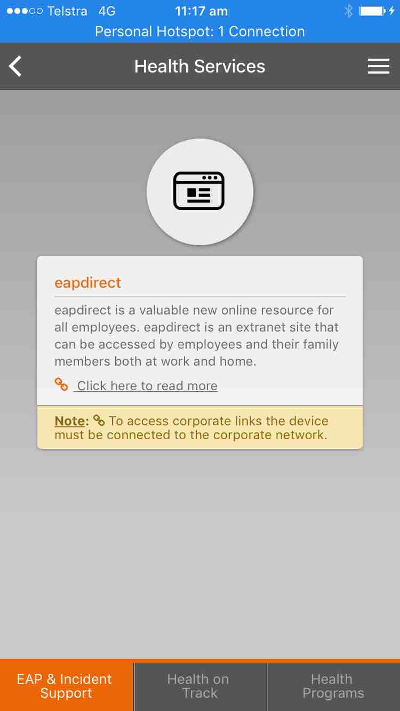 Telstra 4G 11:17 am
Personal Hotspot: 1 Connection
Health Services
eapdirect
eapdirect is a valuable new online resource for
all employees. eapdirect is an extranet site that
can be accessed by employees and their family
members both at work and home.
Click here to read more
Note: To access corporate links the device
must be connected to the corporate network.
EAP & Incident
Support
Health on
Track
Health
Programs